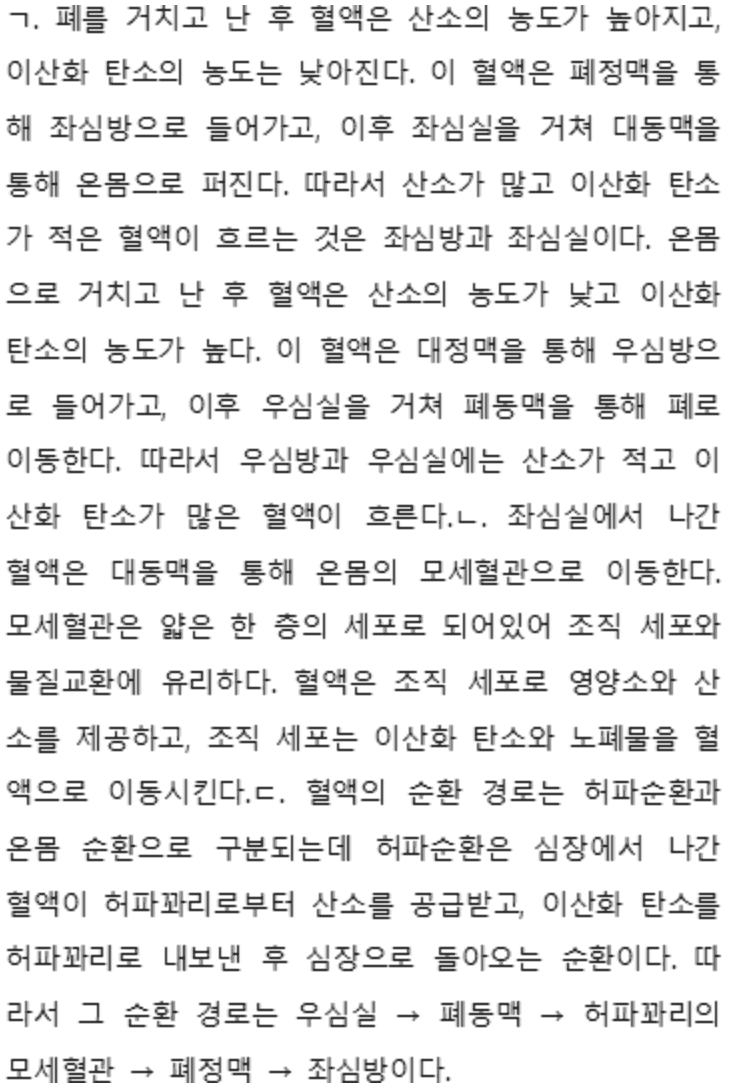 ㄱ. 폐를 거치고 난 후 혈액은 산소의 농도가 높아지고,
이산화 탄소의 농도는 낮아진다. 이 혈액은 폐정맥을 통
해 좌심방으로 들어가고, 이후 좌심실을 거쳐 대동맥을
통해 온몸으로 퍼진다. 따라서 산소가 많고 이산화 탄소
가 적은 혈액이 흐르는 것은 좌심방과 좌심실이다. 온몸
으로 거치고 난 후 혈액은 산소의 농도가 낮고 이산화
탄소의 농도가 높다. 이 혈액은 대정맥을 통해 우심방으
로 들어가고, 이후 우심실을 거쳐 폐동맥을 통해 폐로
이동한다. 따라서 우심방과 우심실에는 산소가 적고 이
산화 탄소가 많은 혈액이 흐른다.ㄴ. 좌심실에서 나간
혈액은 대동맥을 통해 온몸의 모세혈관으로 이동한다.
모세혈관은 얇은 한 층의 세포로 되어있어 조직 세포와
물질교환에 유리하다. 혈액은 조직 세포로 영양소와 산
소를 제공하고, 조직 세포는 이산화 탄소와 노폐물을 혈
액으로 이동시킨다.ㄷ. 혈액의 순환 경로는 허파순환과
온몸 순환으로 구분되는데 허파순환은 심장에서 나간
혈액이 허파꽈리로부터 산소를 공급받고, 이산화 탄소를
허파꽈리로 내보낸 후 심장으로 돌아오는 순환이다. 따
라서 그 순환 경로는 우심실 → 폐동맥 → 허파꽈리의
모세혈관 → 폐정맥 → 좌심방이다.